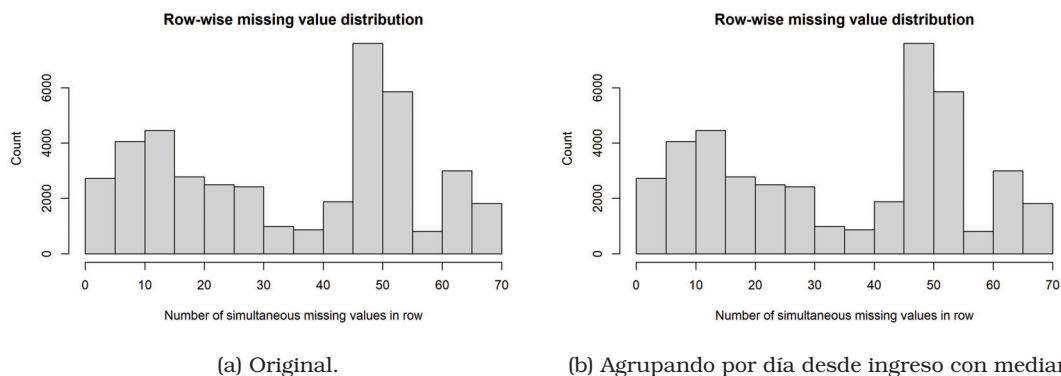 Row-wise missing value distribution
Count
0
2000
4000
6000
0 10 20 30 40 50 60 70
Number of simultaneous missing values in row
(a) Original.
Row-wise missing value distribution
Count
0
2000
4000
6000
0 10 20 30 40 50 60 70
Number of simultaneous missing values in row
(b) Agrupando por día desde ingreso con